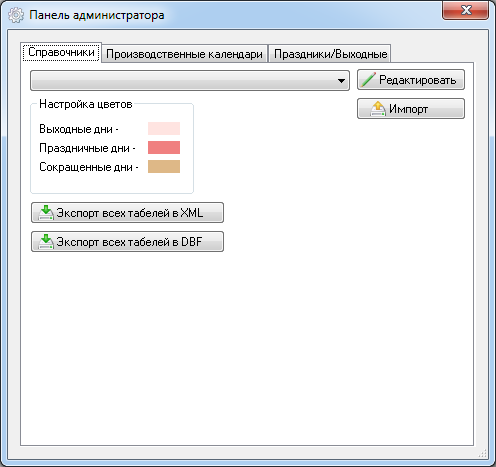 Панель администратора
Справочники Производственные календари Праздники/Выходные
Редактировать
Импорт
Настройка цветов
Выходные дни -
Праздничные дни -
Сокращенные дни -
Экспорт всех табелей в XML
Экспорт всех табелей в DBF